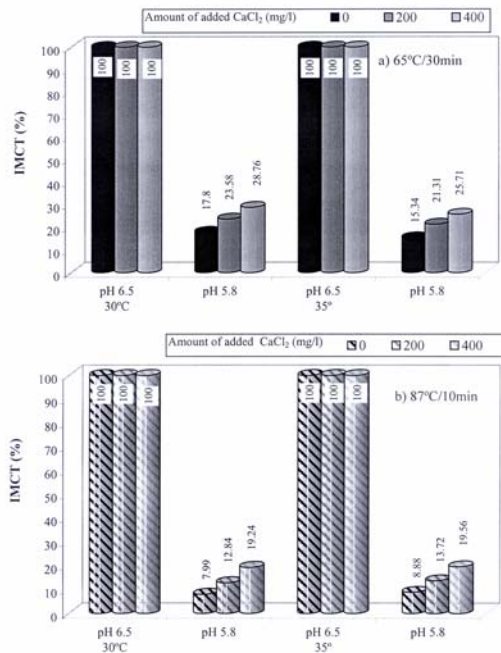 Amount of added CaCl₂ (mg/l) 0 200 400
a) 65ºC/30min
IMCT (%)
100
90
80
70
60
50
40
30
20
10
0
100 100 100
17.8 23.58 28.76
100 100 100
15.34 21.31 25.71
pH 6.5 pH 5.8 pH 6.5 pH 5.8
30ºC 35º
Amount of added CaCl₂ (mg/l) 0 200 400
b) 87ºC/10min
IMCT (%)
100
90
80
70
60
50
40
30
20
10
0
100 100 100
7.99 12.84 19.24
100 100 100
8.88 13.72 19.56
pH 6.5 pH 5.8 pH 6.5 pH 5.8
30ºC 35º